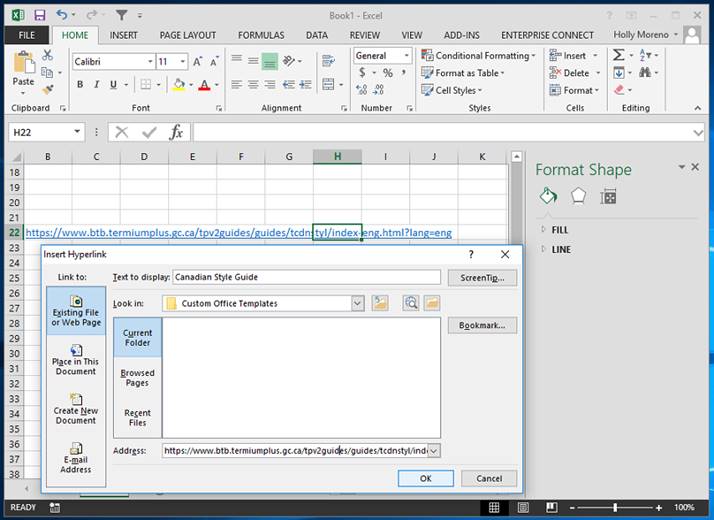 Book1 - Excel
FILE HOME INSERT PAGE LAYOUT FORMULAS DATA REVIEW VIEW ADD-INS ENTERPRISE CONNECT Holly Moreno
Paste
Calibri 11
B I U
General
$ % ,
Conditional Formatting
Format as Table
Cell Styles
Insert
Delete
Format
Clipboard Font Alignment Number Styles Cells Editing
H22 fx
B C D E F G H I J K
18
19
20
21
22 https://www.btb.termiumplus.gc.ca/tpv2guides/guides/tcdnstyl/index-eng.html?lang=eng
23
24
25
26
27
28
29
30
31
32
33
34
35
36
37
38
Format Shape
FILL
LINE
Insert Hyperlink
Link to:
Text to display: Canadian Style Guide
ScreenTip...
Existing File or Web Page
Look in: Custom Office Templates
Current Folder
Bookmark...
Place in This Document
Browsed Pages
Create New Document
Recent Files
E-mail Address
Address: https://www.btb.termiumplus.gc.ca/tpv2guides/guides/tcdnstyl/inde
OK Cancel
READY 100%